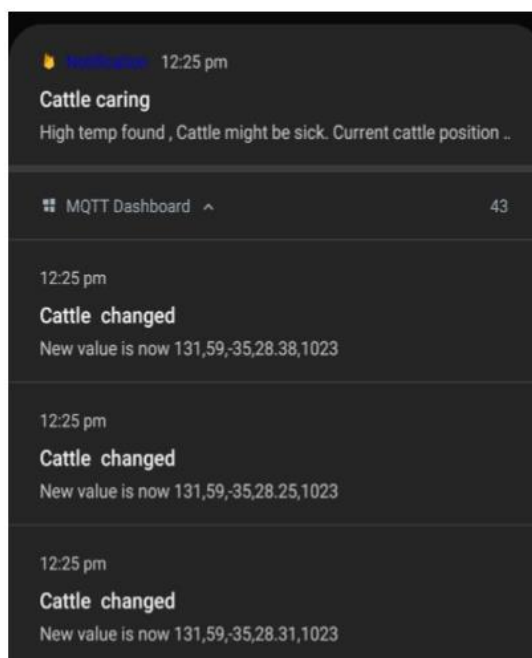 Notification 12:25 pm
Cattle caring
High temp found , Cattle might be sick. Current cattle position ..
MQTT Dashboard 43
12:25 pm
Cattle changed
New value is now 131,59,-35,28.38,1023
12:25 pm
Cattle changed
New value is now 131,59,-35,28.25,1023
12:25 pm
Cattle changed
New value is now 131,59,-35,28.31,1023